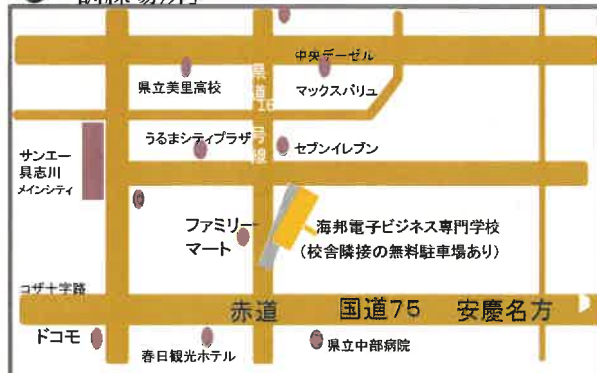 中央デーゼル
県立美里高校
マックスバリュ
県道16号線
うるまシティプラザ
セブンイレブン
サンエー
具志川
メインシティ
ファミリー
マート
海邦電子ビジネス専門学校
(校舎隣接の無料駐車場あり)
コザ十字路
赤道 国道75 安慶名方
ドコモ
春日観光ホテル
県立中部病院